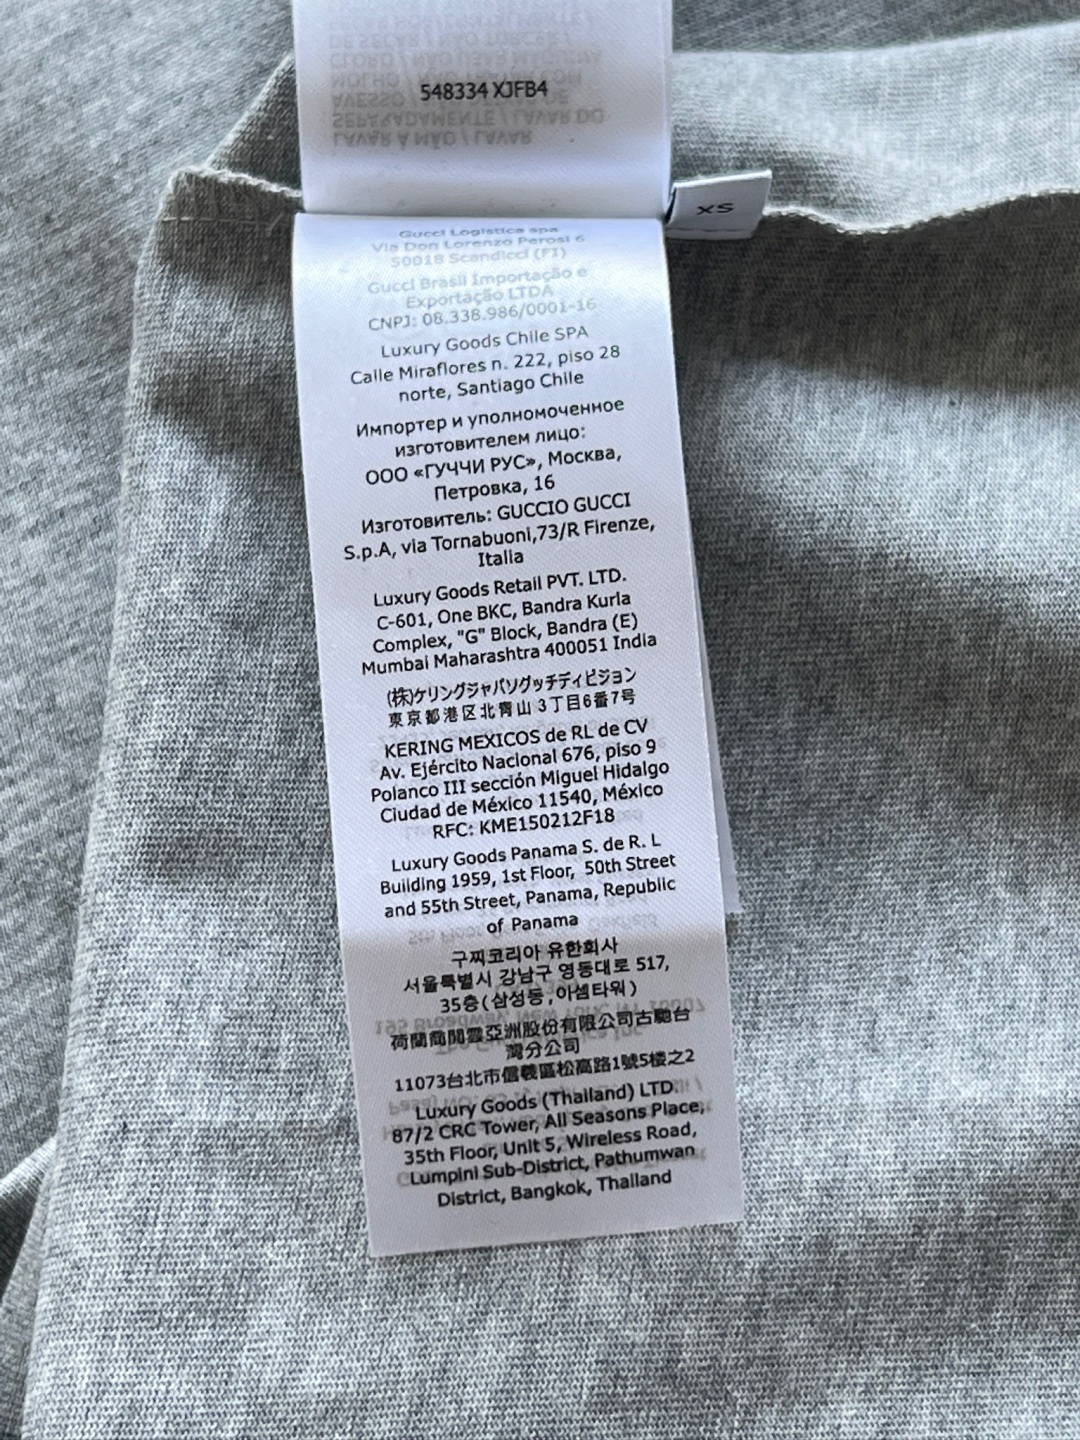 548334 XJFB4
XS
Gucci Logistica spa
Via Don Lorenzo Perosi 6
50018 Scandicci (FI)
Gucci Brasil Importação e
Exportação LTDA
CNPJ: 08.338.986/0001-16
Luxury Goods Chile SPA
Calle Miraflores n. 222, piso 28
norte, Santiago Chile
Импортер и уполномоченное
изготовителем лицо:
ООО «ГУЧЧИ РУС», Москва,
Петровка, 16
Изготовитель: GUCCIO GUCCI
S.p.A, via Tornabuoni,73/R Firenze,
Italia
Luxury Goods Retail PVT. LTD.
C-601, One BKC, Bandra Kurla
Complex, "G" Block, Bandra (E)
Mumbai Maharashtra 400051 India
(株)ケリングジャパングッチディビジョン
東京都港区北青山3丁目6番7号
KERING MEXICOS de RL de CV
Av. Ejército Nacional 676, piso 9
Polanco III sección Miguel Hidalgo
Ciudad de México 11540, México
RFC: KME150212F18
Luxury Goods Panama S. de R. L
Building 1959, 1st Floor, 50th Street
and 55th Street, Panama, Republic
of Panama
구찌코리아 유한회사
서울특별시 강남구 영동대로 517,
35층(삼성동,아셈타워)
荷蘭商開雲亞洲股份有限公司古馳台
灣分公司
11073台北市信義區松高路1號5樓之2
Luxury Goods (Thailand) LTD.
87/2 CRC Tower, All Seasons Place,
35th Floor, Unit 5, Wireless Road,
Lumpini Sub-District, Pathumwan
District, Bangkok, Thailand